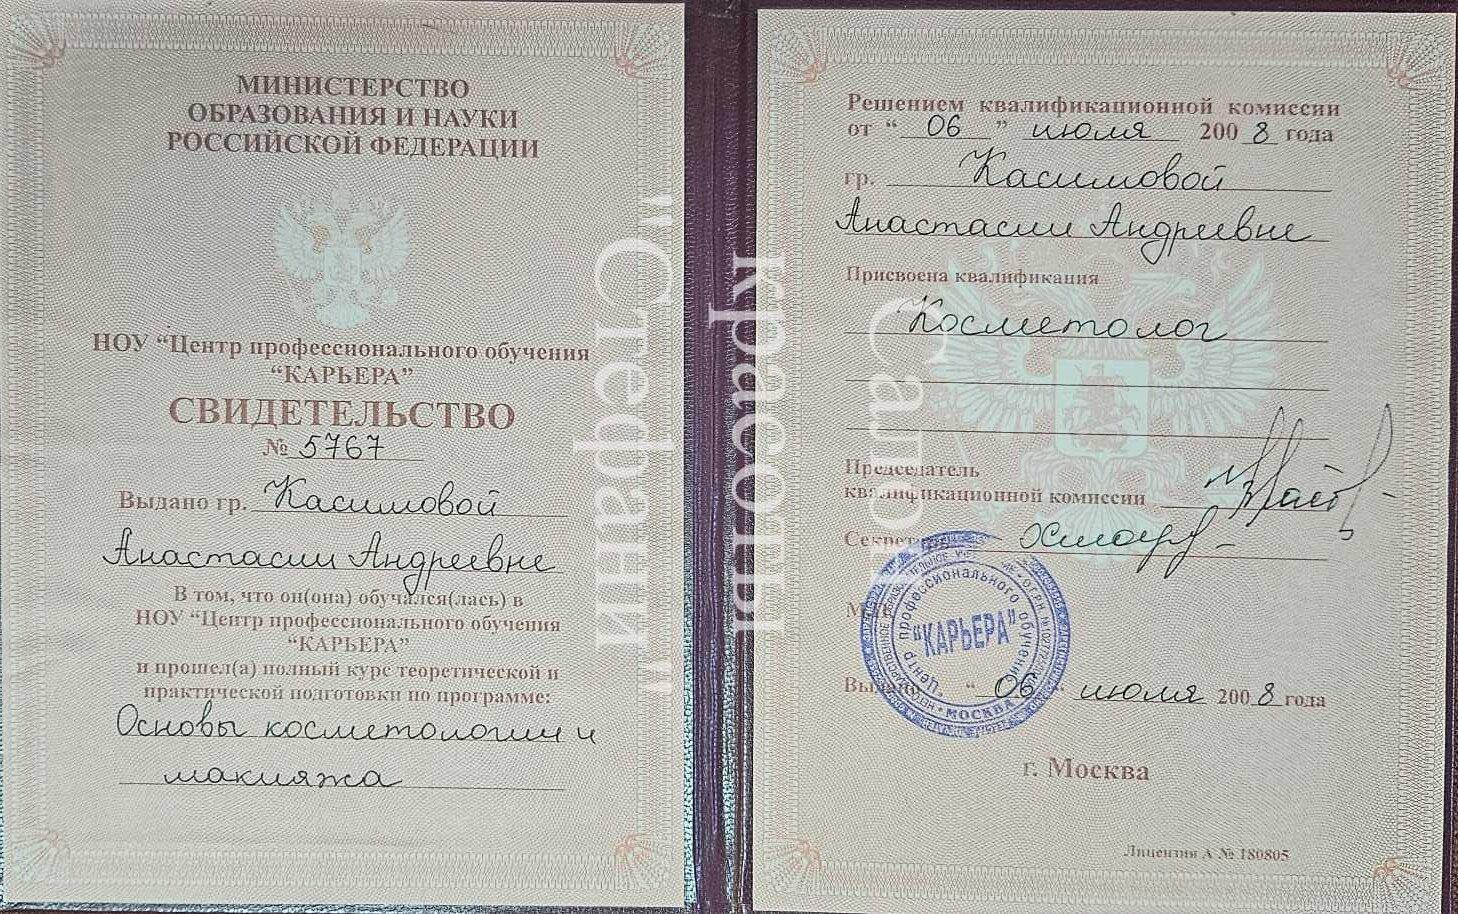 МИНИСТЕРСТВО
ОБРАЗОВАНИЯ И НАУКИ
РОССИЙСКОЙ ФЕДЕРАЦИИ
НОУ “Центр профессионального обучения
“КАРЬЕРА”
СВИДЕТЕЛЬСТВО
№ 5767
Выдано гр. Касимовой
Анастасии Андреевне
В том, что он(она) обучался(лась) в
НОУ “Центр профессионального обучения
“КАРЬЕРА”
и прошел(а) полный курс теоретической и
практической подготовки по программе:
Основы косметологии и
макияжа
Решением квалификационной комиссии
от “06” июля 2008 года
гр. Касимовой
Анастасии Андреевне
Присвоена квалификация
Косметолог
Председатель
квалификационной комиссии
Центр профессионального обучения
“КАРЬЕРА”
МОСКВА
“06“ июля 2008 года
г. Москва
Лицензия А № 180805
Салон
красоты
"Стефани"